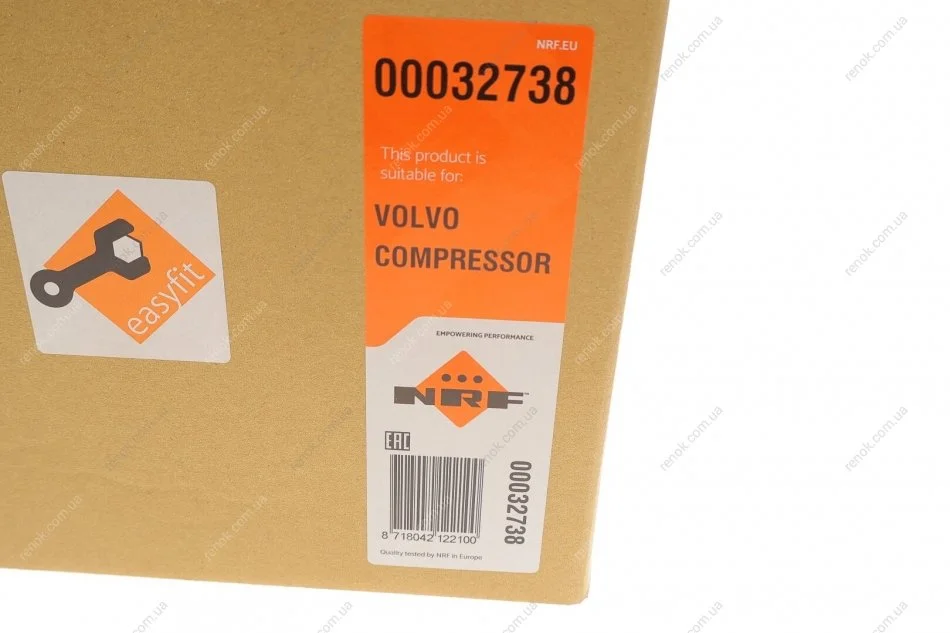 NRF.EU
00032738
This product is
suitable for:
VOLVO
COMPRESSOR
easyfit
EMPOWERING PERFORMANCE
NRF
EAC
00032738
8 718042 122100
Quality tested by NRF in Europe
renok.com.ua